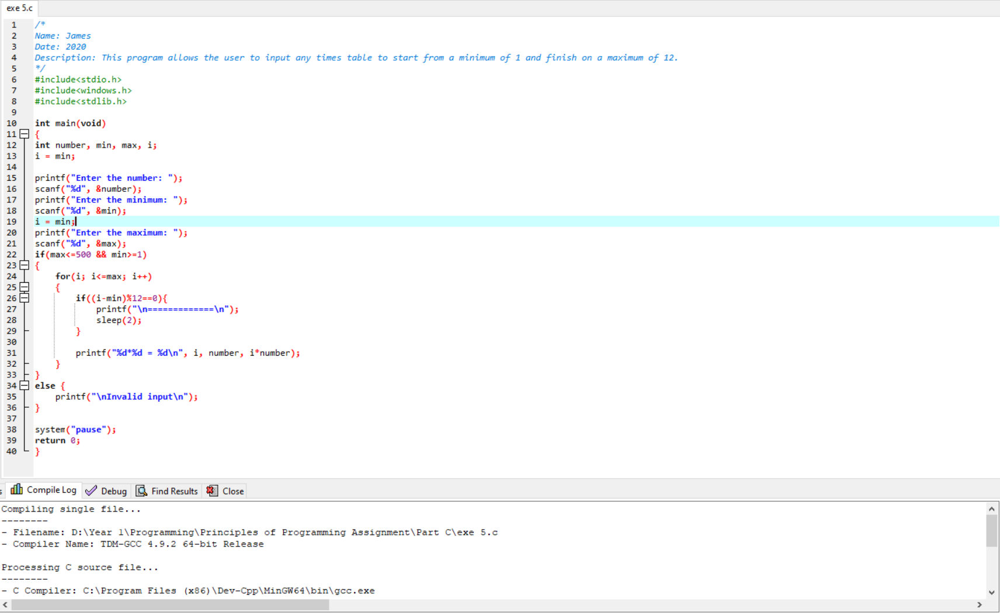 exe 5.c
1 /*
2 Name: James
3 Date: 2020
4 Description: This program allows the user to input any times table to start from a minimum of 1 and finish on a maximum of 12.
5 */
6 #include<stdio.h>
7 #include<windows.h>
8 #include<stdlib.h>
9
10 int main(void)
11 {
12 int number, min, max, i;
13 i = min;
14
15 printf("Enter the number: ");
16 scanf("%d", &number);
17 printf("Enter the minimum: ");
18 scanf("%d", &min);
19 i = min;
20 printf("Enter the maximum: ");
21 scanf("%d", &max);
22 if(max<=500 && min>=1)
23 {
24     for(i; i<=max; i++)
25     {
26         if((i-min)%12==0){
27             printf("\n=============\n");
28             sleep(2);
29         }
30
31         printf("%d*%d = %d\n", i, number, i*number);
32     }
33 }
34 else {
35     printf("\nInvalid input\n");
36 }
37
38 system("pause");
39 return 0;
40 }
s Compile Log Debug Find Results Close
Compiling single file...
--------
- Filename: D:\Year 1\Programming\Principles of Programming Assignment\Part C\exe 5.c
- Compiler Name: TDM-GCC 4.9.2 64-bit Release
Processing C source file...
--------
- C Compiler: C:\Program Files (x86)\Dev-Cpp\MinGW64\bin\gcc.exe